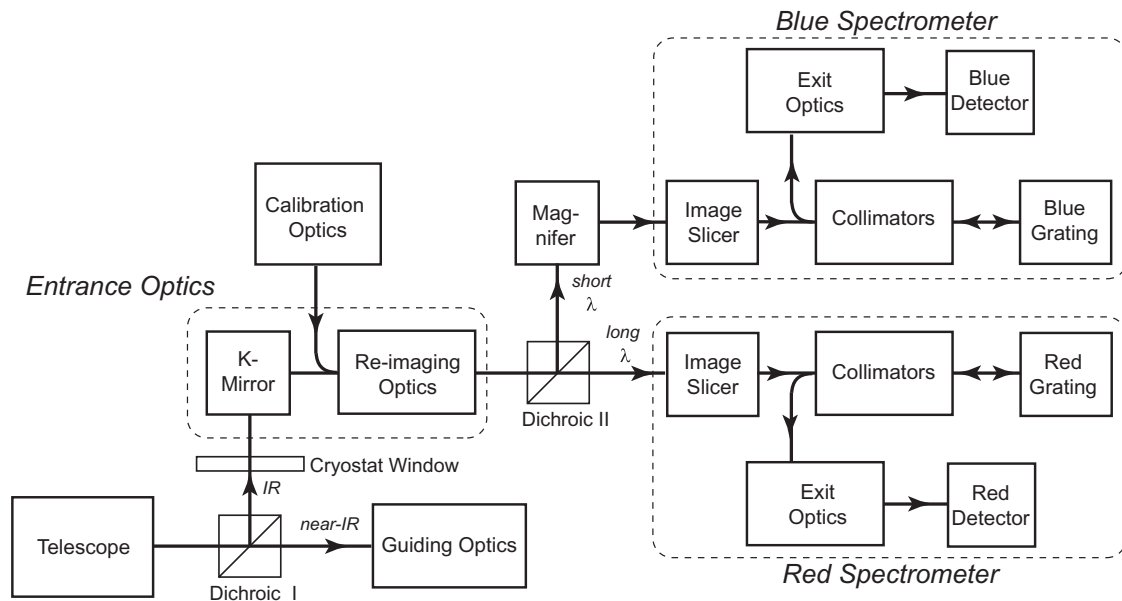 Blue Spectrometer
Exit
Optics
Blue
Detector
Calibration
Optics
Mag-
nifer
Image
Slicer
Collimators
Blue
Grating
Entrance Optics
short
λ
K-
Mirror
Re-imaging
Optics
long
λ
Dichroic II
Image
Slicer
Collimators
Red
Grating
Cryostat Window
IR
Telescope
near-IR
Guiding Optics
Dichroic I
Exit
Optics
Red
Detector
Red Spectrometer